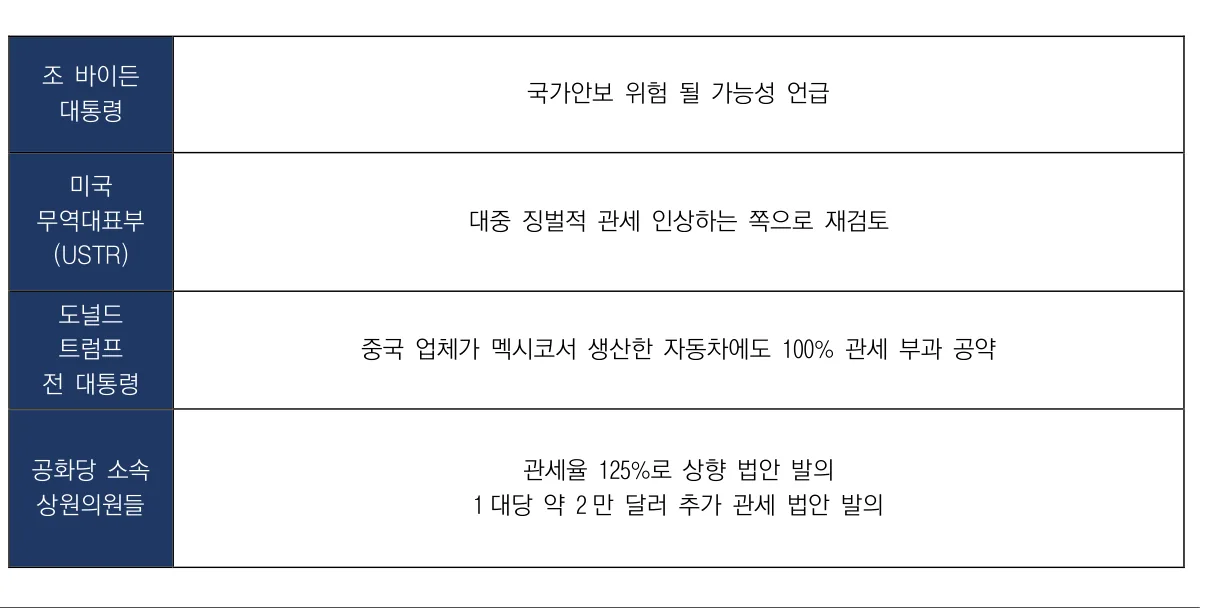 조 바이든
대통령
국가안보 위험 될 가능성 언급
미국
무역대표부
(USTR)
대중 징벌적 관세 인상하는 쪽으로 재검토
도널드
트럼프
전 대통령
중국 업체가 멕시코서 생산한 자동차에도 100% 관세 부과 공약
공화당 소속
상원의원들
관세율 125%로 상향 법안 발의
1대당 약 2만 달러 추가 관세 법안 발의